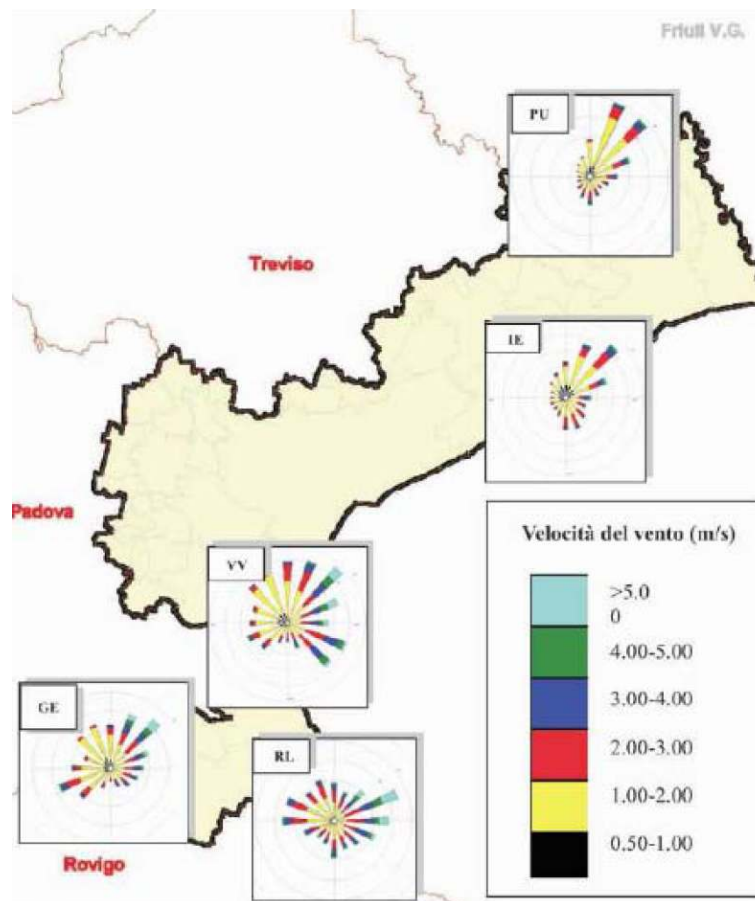 Friuli V.G.
PU
Treviso
IE
Padova
Velocità del vento (m/s)
VV
>5.0
0
4.00-5.00
3.00-4.00
GE
2.00-3.00
RL
1.00-2.00
0.50-1.00
Rovigo